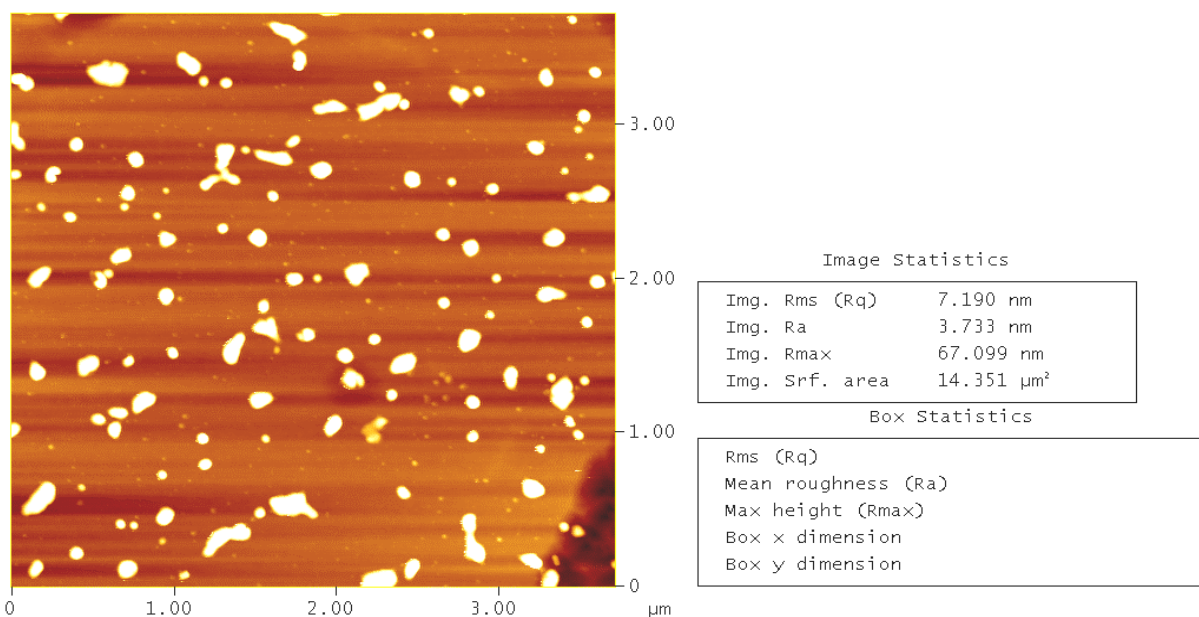 3.00
2.00
1.00
0
0 1.00 2.00 3.00 µm
Image Statistics
Img. Rms (Rq) 7.190 nm
Img. Ra 3.733 nm
Img. Rmax 67.099 nm
Img. Srf. area 14.351 µm²
Box Statistics
Rms (Rq)
Mean roughness (Ra)
Max height (Rmax)
Box x dimension
Box y dimension